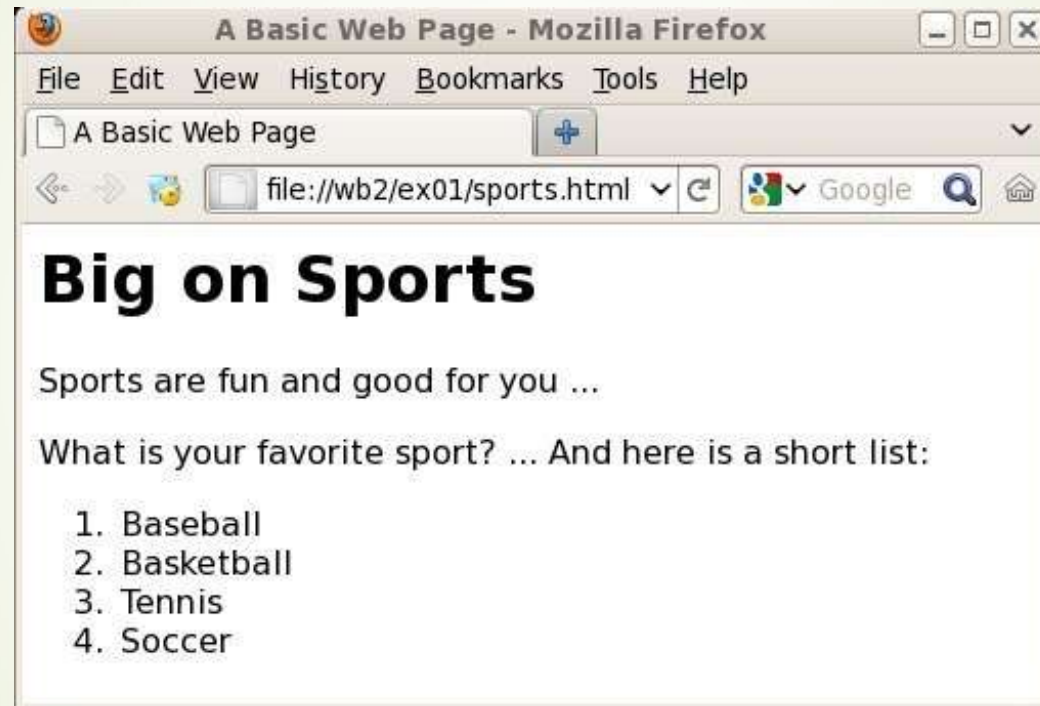 A Basic Web Page - Mozilla Firefox
File Edit View History Bookmarks Tools Help
A Basic Web Page
file://wb2/ex01/sports.html Google
Big on Sports
Sports are fun and good for you ...
What is your favorite sport? ... And here is a short list:
1. Baseball
2. Basketball
3. Tennis
4. Soccer